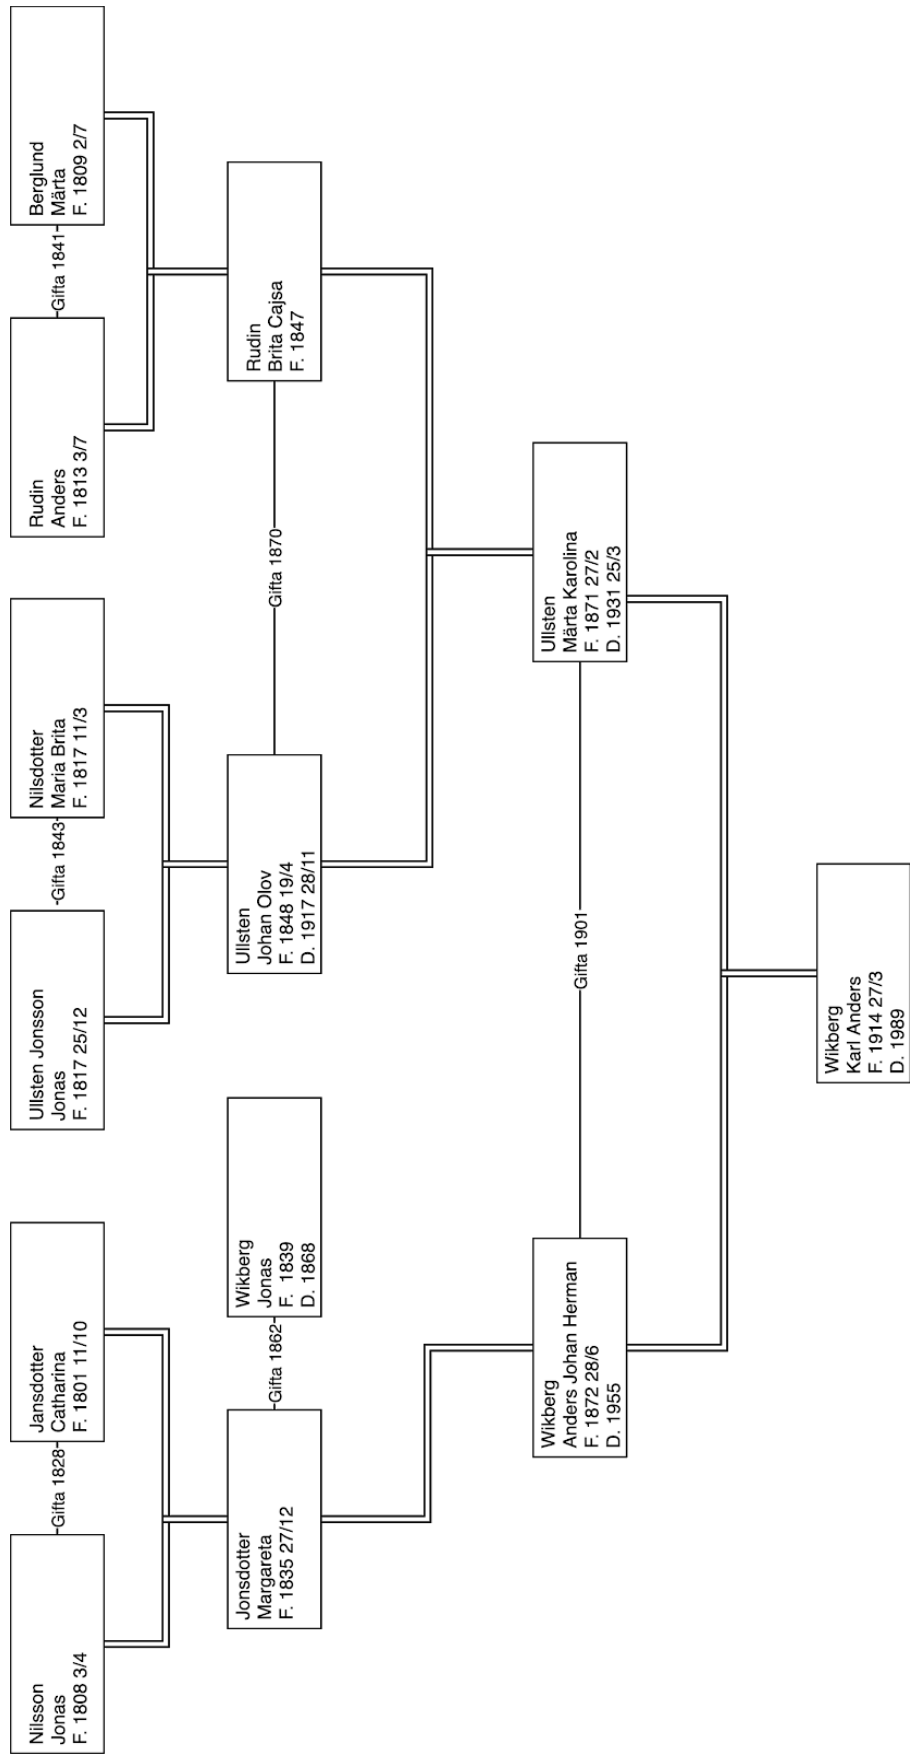 Nilsson
Jonas
F. 1808 3/4
Gifta 1828
Jansdotter
Catharina
F. 1801 11/10
Ullsten Jonsson
Jonas
F. 1817 25/12
Gifta 1843
Nilsdotter
Maria Brita
F. 1817 11/3
Rudin
Anders
F. 1813 3/7
Gifta 1841
Berglund
Märta
F. 1809 2/7
Jonsdotter
Margareta
F. 1835 27/12
Gifta 1862
Wikberg
Jonas
F. 1839
D. 1868
Ullsten
Johan Olov
F. 1848 19/4
D. 1917 28/11
Gifta 1870
Rudin
Brita Cajsa
F. 1847
Wikberg
Anders Johan Herman
F. 1872 28/6
D. 1955
Gifta 1901
Ullsten
Märta Karolina
F. 1871 27/2
D. 1931 25/3
Wikberg
Karl Anders
F. 1914 27/3
D. 1989